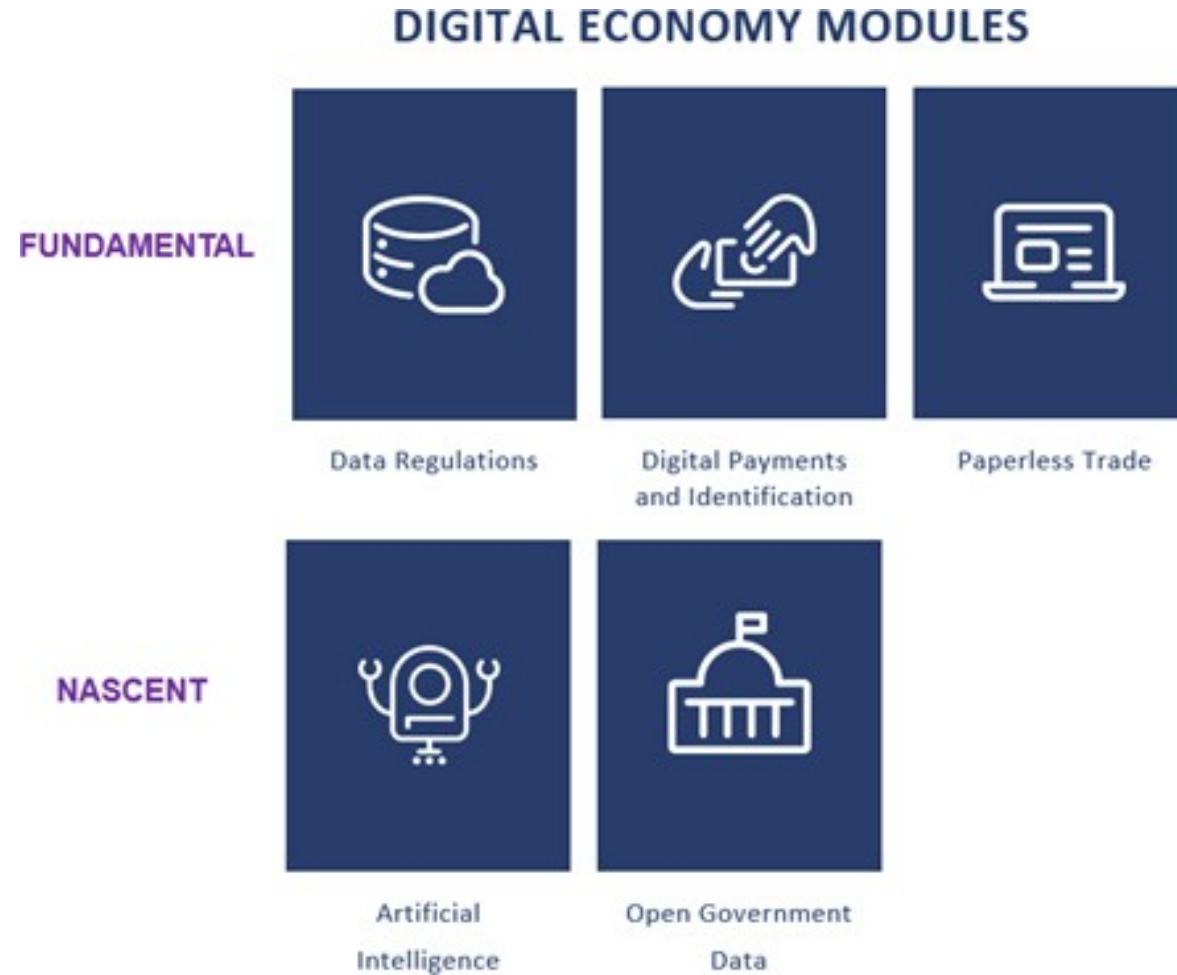 DIGITAL ECONOMY MODULES
FUNDAMENTAL
Data Regulations
Digital Payments
and Identification
Paperless Trade
NASCENT
Artificial
Intelligence
Open Government
Data